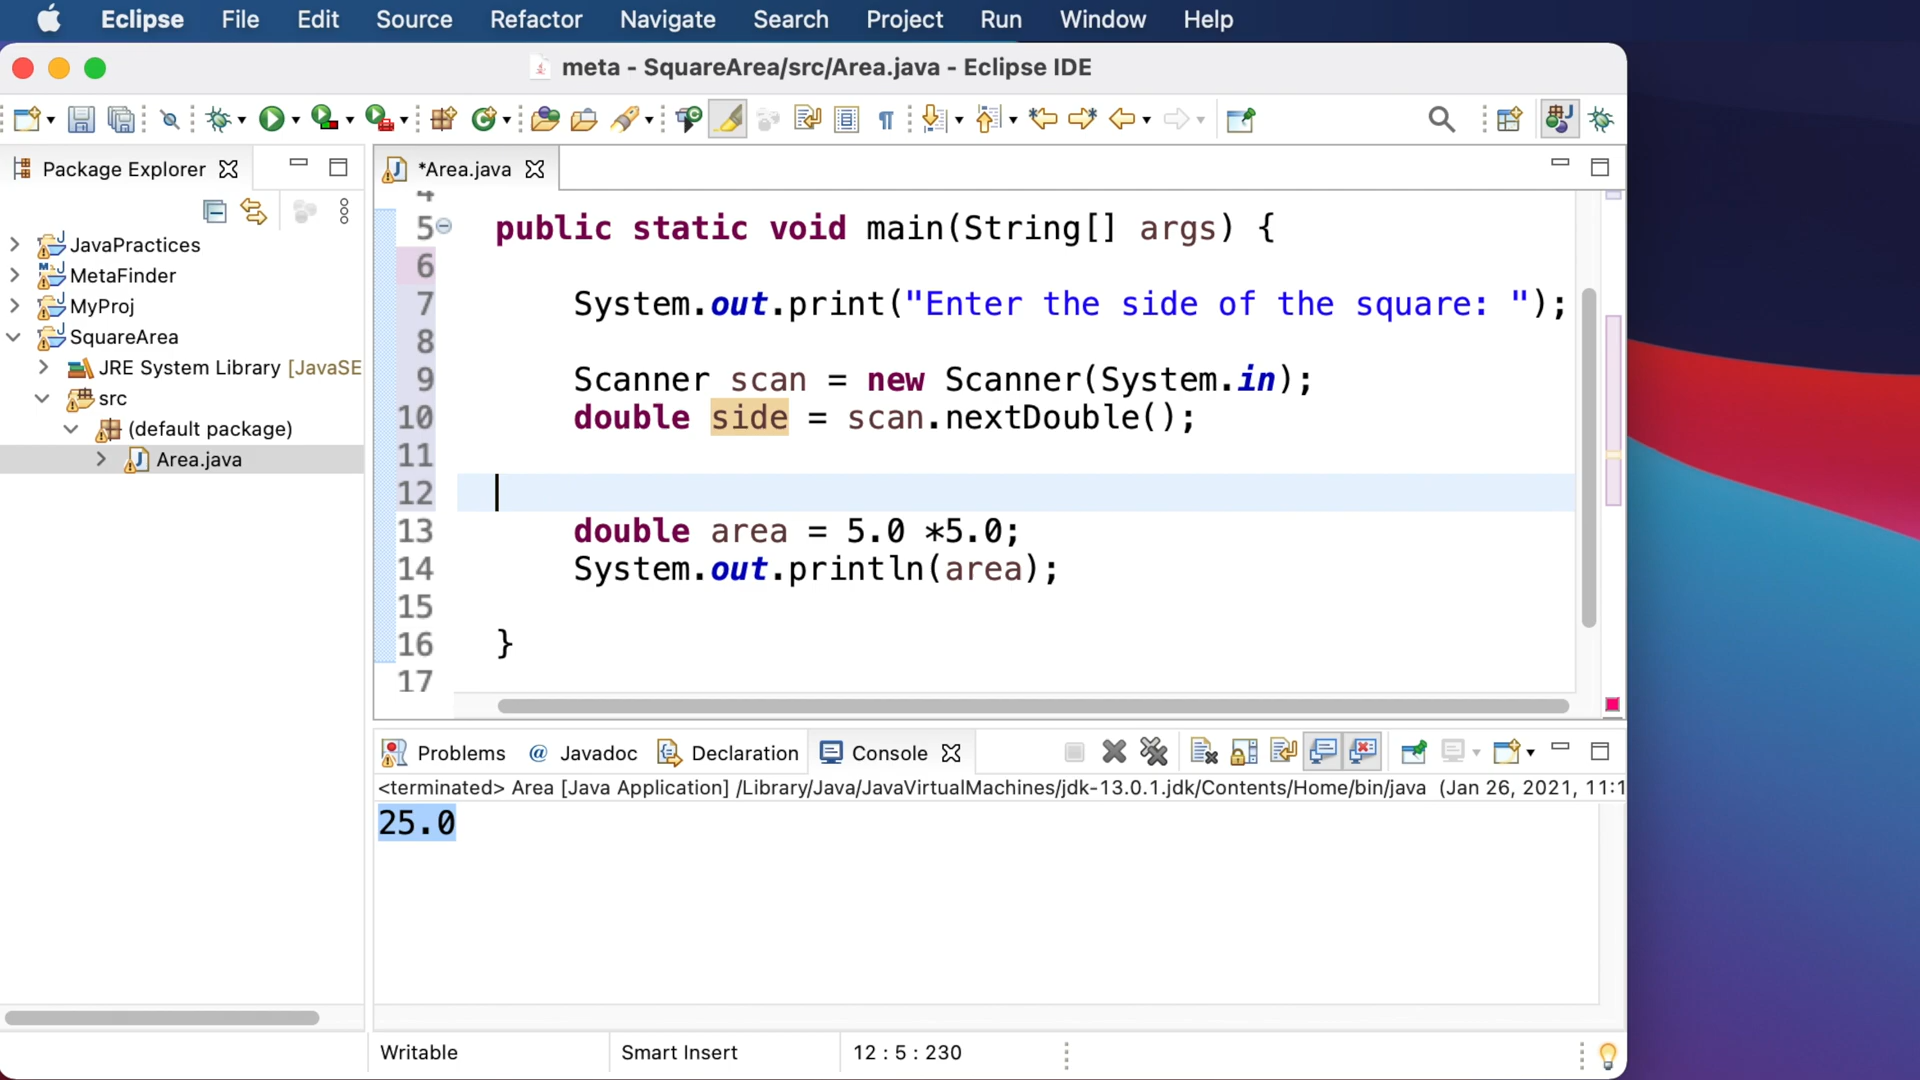 Eclipse File Edit Source Refactor Navigate Search Project Run Window Help
meta - SquareArea/src/Area.java - Eclipse IDE
Package Explorer
JavaPractices
MetaFinder
MyProj
SquareArea
JRE System Library [JavaSE
src
(default package)
Area.java
*Area.java
4
5 public static void main(String[] args) {
6
7 System.out.print("Enter the side of the square: ");
8
9 Scanner scan = new Scanner(System.in);
10 double side = scan.nextDouble();
11
12
13 double area = 5.0 *5.0;
14 System.out.println(area);
15
16 }
17
Problems @ Javadoc Declaration Console
<terminated> Area [Java Application] /Library/Java/JavaVirtualMachines/jdk-13.0.1.jdk/Contents/Home/bin/java (Jan 26, 2021, 11:1
25.0
Writable Smart Insert 12 : 5 : 230